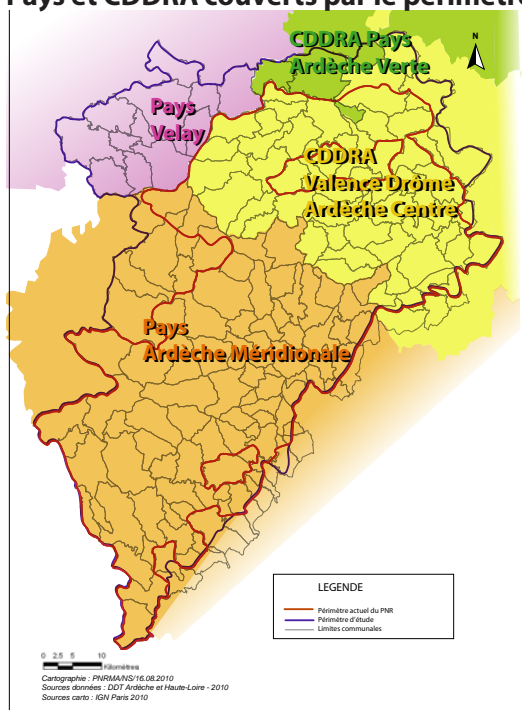 Pays et CDDRA couverts par le périmètre
CDDRA Pays
Ardèche Verte
N
Pays
Velay
CDDRA
Valence Drôme
Ardèche Centre
Pays
Ardèche Méridionale
LEGENDE
Périmètre actuel du PNR
Périmètre d'étude
Limites communales
0 2.5 5 10
Kilomètres
Cartographie : PNRMA/NS/16.08.2010
Sources données : DDT Ardèche et Haute-Loire - 2010
Sources carto : IGN Paris 2010